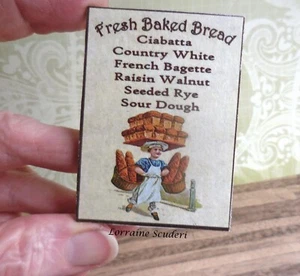 Fresh Baked Bread
Ciabatta
Country White
French Bagette
Raisin Walnut
Seeded Rye
Sour Dough
Lorraine Scuderi